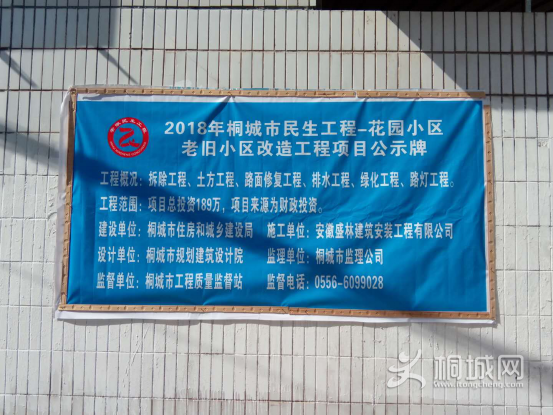 2018年桐城市民生工程-花园小区
老旧小区改造工程项目公示牌
工程概况：拆除工程、土方工程、路面修复工程、排水工程、绿化工程、路灯工程。
工程范围：项目总投资189万，项目来源为财政投资。
建设单位：桐城市住房和城乡建设局 施工单位：安徽盛林建筑安装工程有限公司
设计单位：桐城市规划建筑设计院 监理单位：桐城市监理公司
监督单位：桐城市工程质量监督站 监督电话：0556-6099028
桐城网
www.itongcheng.com